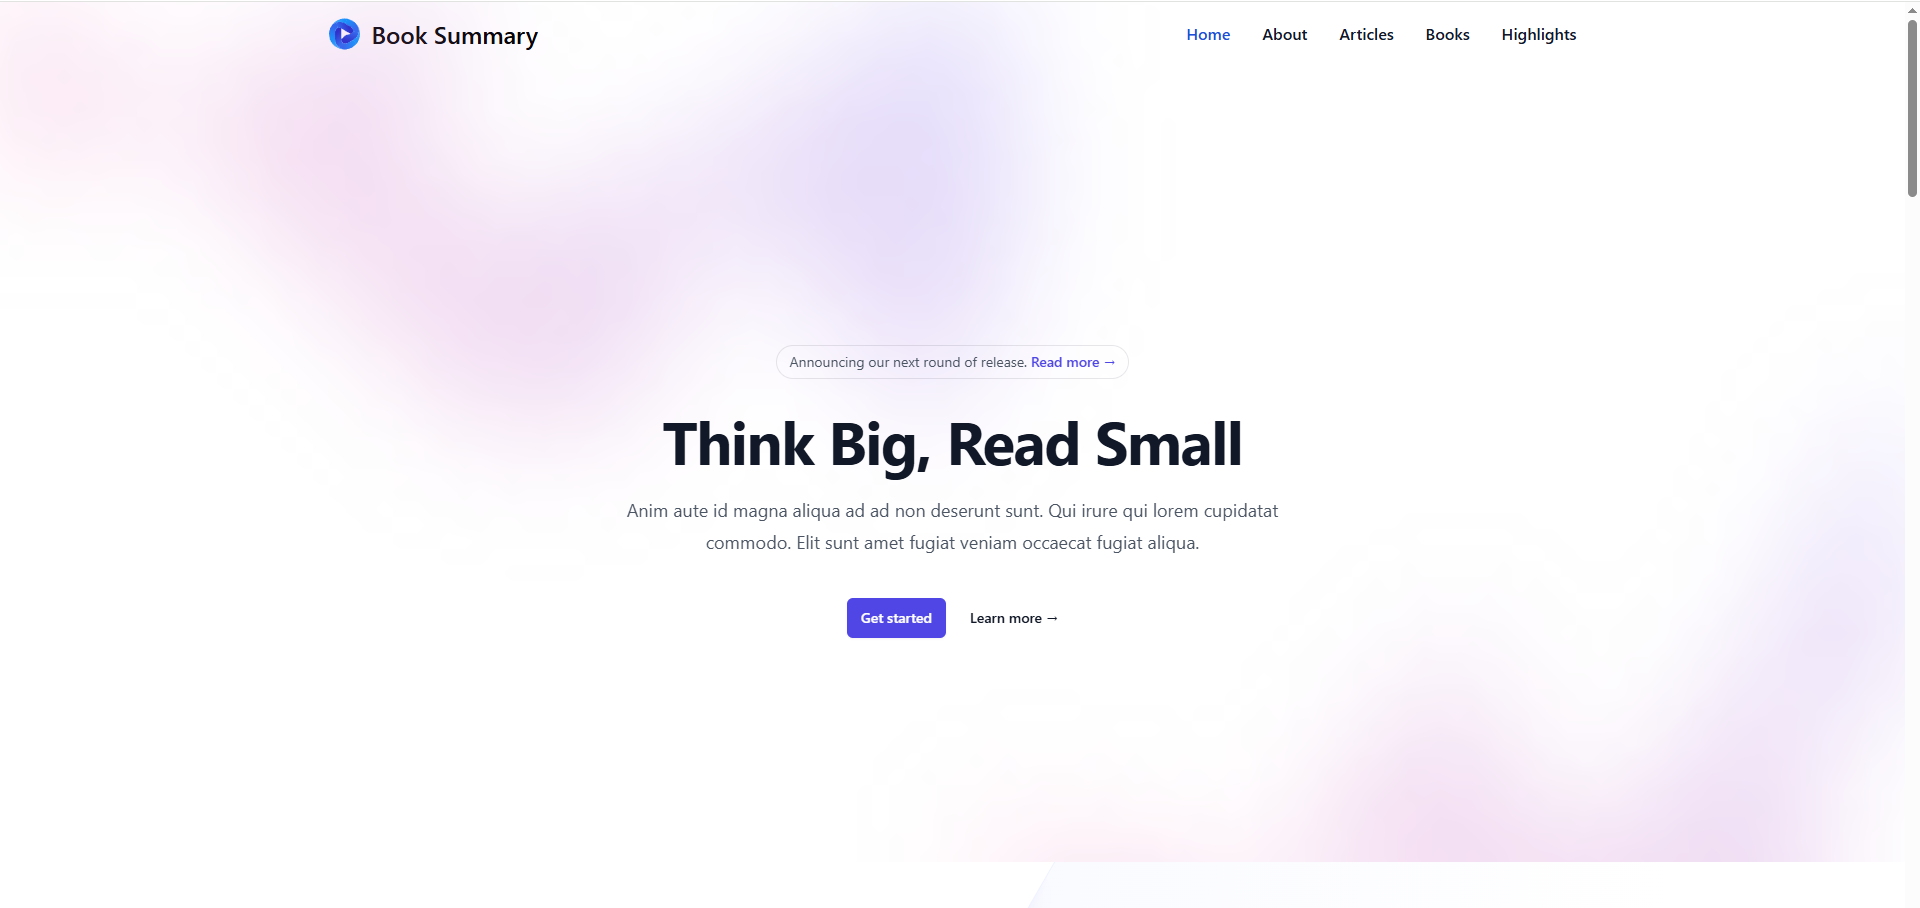 Book Summary
Home About Articles Books Highlights
Announcing our next round of release. Read more →
Think Big, Read Small
Anim aute id magna aliqua ad ad non deserunt sunt. Qui irure qui lorem cupidatat
commodo. Elit sunt amet fugiat veniam occaecat fugiat aliqua.
Get started Learn more →